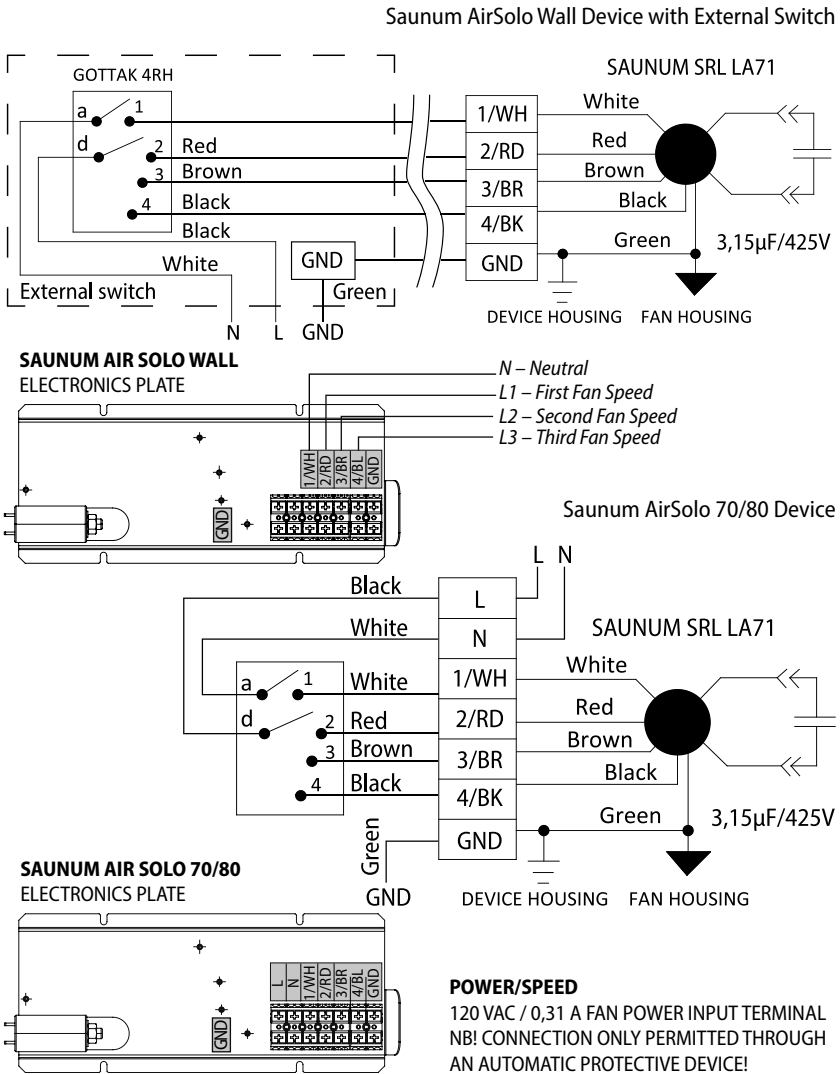 Saunum AirSolo Wall Device with External Switch
GOTTAK 4RH
SAUNUM SRL LA71
a
1
d
2
3
4
Red
Brown
Black
Black
White
External switch
N
L
GND
GND
Green
1/WH
2/RD
3/BR
4/BK
GND
White
Red
Brown
Black
Green
3,15µF/425V
DEVICE HOUSING
FAN HOUSING
SAUNUM AIR SOLO WALL
ELECTRONICS PLATE
N – Neutral
L1 – First Fan Speed
L2 – Second Fan Speed
L3 – Third Fan Speed
1/WH
2/RD
3/BR
4/BL
GND
GND
Saunum AirSolo 70/80 Device
L N
Black
White
a
1
d
2
3
4
White
Red
Brown
Black
Green
GND
L
N
1/WH
2/RD
3/BR
4/BK
GND
SAUNUM SRL LA71
White
Red
Brown
Black
Green
3,15µF/425V
DEVICE HOUSING
FAN HOUSING
SAUNUM AIR SOLO 70/80
ELECTRONICS PLATE
L
N
1/WH
2/RD
3/BR
4/BL
GND
GND
POWER/SPEED
120 VAC / 0,31 A FAN POWER INPUT TERMINAL
NB! CONNECTION ONLY PERMITTED THROUGH
AN AUTOMATIC PROTECTIVE DEVICE!